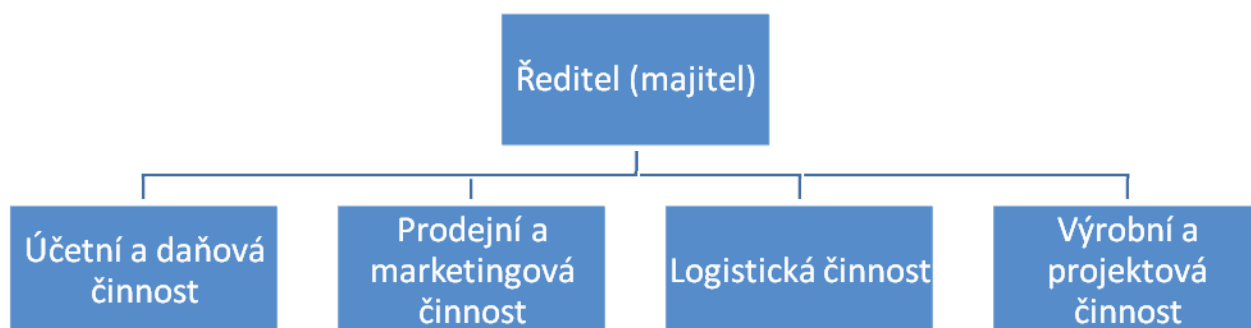 Ředitel (majitel)
Účetní a daňová
činnost
Prodejní a
marketingová
činnost
Logistická činnost
Výrobní a
projektová
činnost